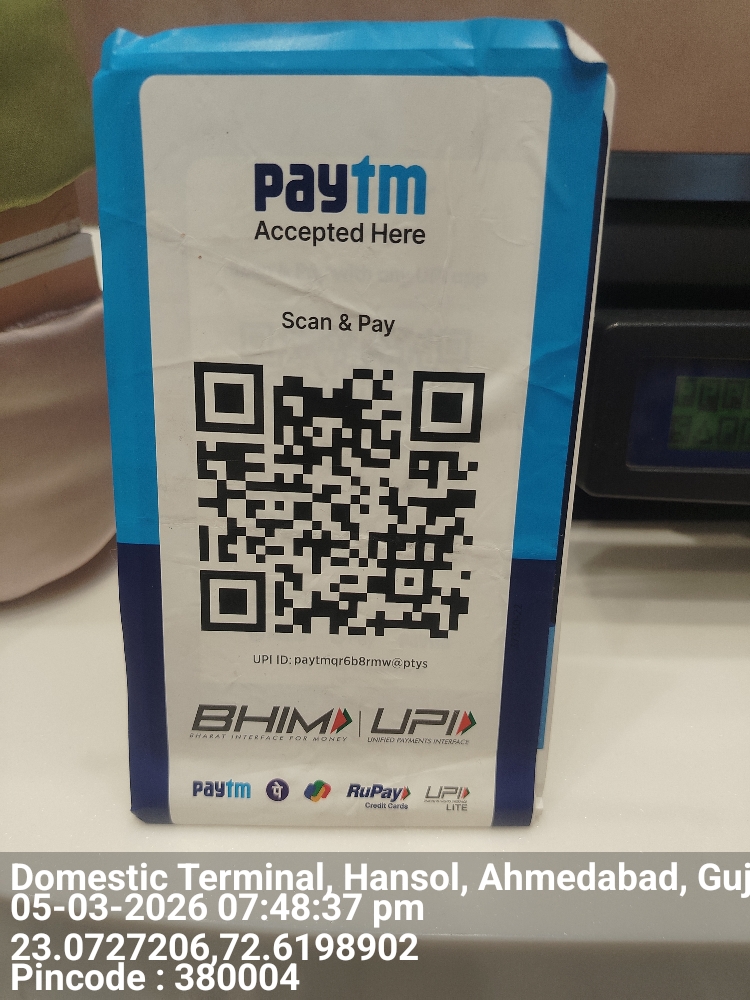 paytm
Accepted Here
Scan & Pay
UPI ID: paytmqr6b8rmw@ptys
BHIM | UPI
BHARAT INTERFACE FOR MONEY UNIFIED PAYMENTS INTERFACE
paytm पे RuPay UPI
Credit Cards LITE
Domestic Terminal, Hansol, Ahmedabad, Guj
05-03-2026 07:48:37 pm
23.0727206,72.6198902
Pincode : 380004